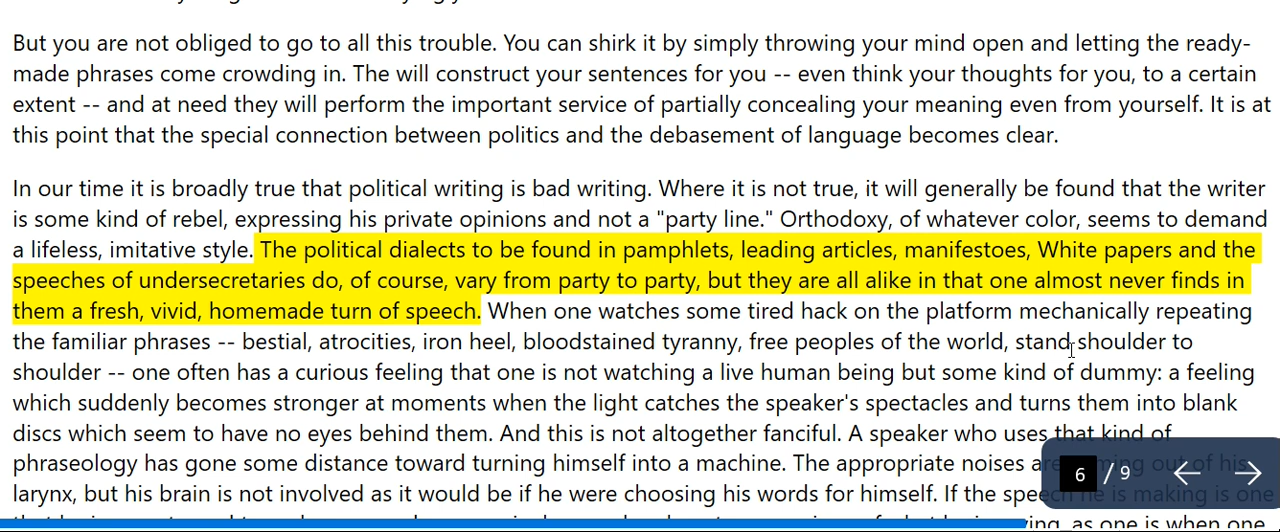 But you are not obliged to go to all this trouble. You can shirk it by simply throwing your mind open and letting the ready-
made phrases come crowding in. The will construct your sentences for you -- even think your thoughts for you, to a certain
extent -- and at need they will perform the important service of partially concealing your meaning even from yourself. It is at
this point that the special connection between politics and the debasement of language becomes clear.
In our time it is broadly true that political writing is bad writing. Where it is not true, it will generally be found that the writer
is some kind of rebel, expressing his private opinions and not a "party line." Orthodoxy, of whatever color, seems to demand
a lifeless, imitative style. The political dialects to be found in pamphlets, leading articles, manifestoes, White papers and the
speeches of undersecretaries do, of course, vary from party to party, but they are all alike in that one almost never finds in
them a fresh, vivid, homemade turn of speech. When one watches some tired hack on the platform mechanically repeating
the familiar phrases -- bestial, atrocities, iron heel, bloodstained tyranny, free peoples of the world, stand shoulder to
shoulder -- one often has a curious feeling that one is not watching a live human being but some kind of dummy: a feeling
which suddenly becomes stronger at moments when the light catches the speaker's spectacles and turns them into blank
discs which seem to have no eyes behind them. And this is not altogether fanciful. A speaker who uses that kind of
phraseology has gone some distance toward turning himself into a machine. The appropriate noises are coming out of his
larynx, but his brain is not involved as it would be if he were choosing his words for himself. If the speech he is making is one
as one is when one
6 / 9